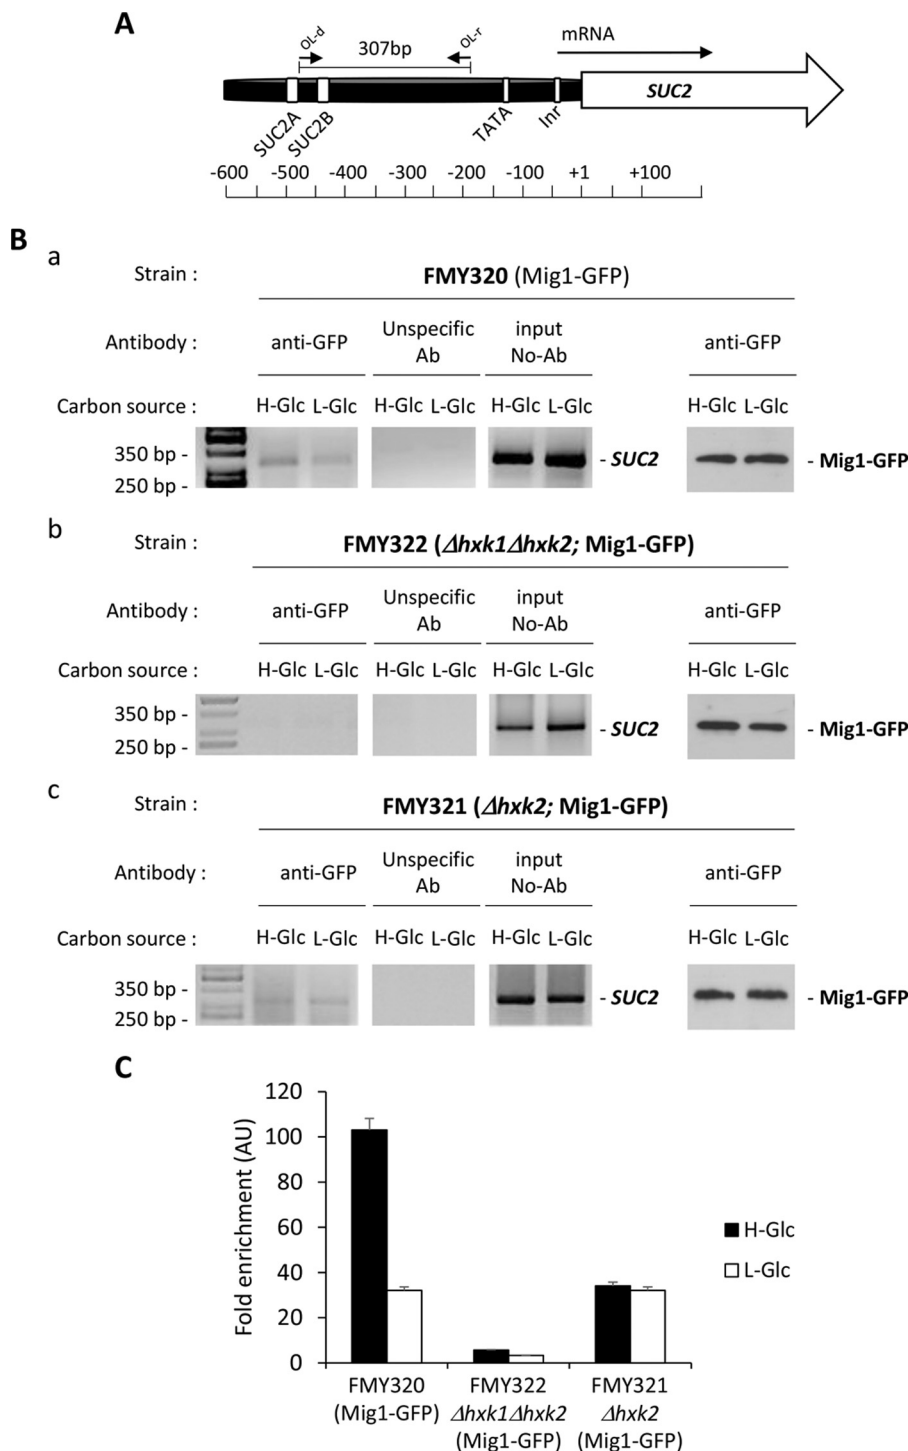 A
OL-d
OL-r
mRNA
307bp
SUC2
SUC2A
SUC2B
TATA
Inr
-600 -500 -400 -300 -200 -100 +1 +100
B
a
Strain : FMY320 (Mig1-GFP)
Antibody : anti-GFP Unspecific Ab input No-Ab anti-GFP
Carbon source : H-Glc L-Glc H-Glc L-Glc H-Glc L-Glc H-Glc L-Glc
350 bp -
250 bp -
- SUC2
- Mig1-GFP
b
Strain : FMY322 (Δhxk1Δhxk2; Mig1-GFP)
Antibody : anti-GFP Unspecific Ab input No-Ab anti-GFP
Carbon source : H-Glc L-Glc H-Glc L-Glc H-Glc L-Glc H-Glc L-Glc
350 bp -
250 bp -
- SUC2
- Mig1-GFP
c
Strain : FMY321 (Δhxk2; Mig1-GFP)
Antibody : anti-GFP Unspecific Ab input No-Ab anti-GFP
Carbon source : H-Glc L-Glc H-Glc L-Glc H-Glc L-Glc H-Glc L-Glc
350 bp -
250 bp -
- SUC2
- Mig1-GFP
C
Fold enrichment (AU)
120
100
80
60
40
20
0
H-Glc
L-Glc
FMY320
(Mig1-GFP)
FMY322
Δhxk1Δhxk2
(Mig1-GFP)
FMY321
Δhxk2
(Mig1-GFP)